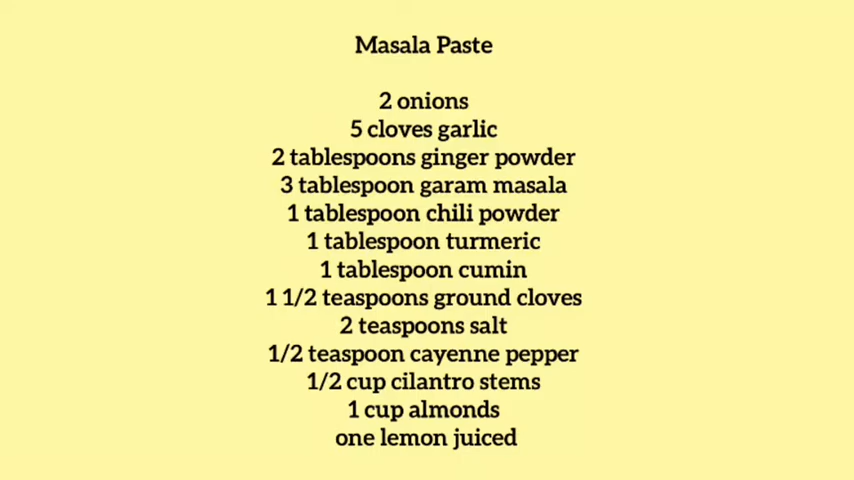 Masala Paste
2 onions
5 cloves garlic
2 tablespoons ginger powder
3 tablespoon garam masala
1 tablespoon chili powder
1 tablespoon turmeric
1 tablespoon cumin
1 1/2 teaspoons ground cloves
2 teaspoons salt
1/2 teaspoon cayenne pepper
1/2 cup cilantro stems
1 cup almonds
one lemon juiced